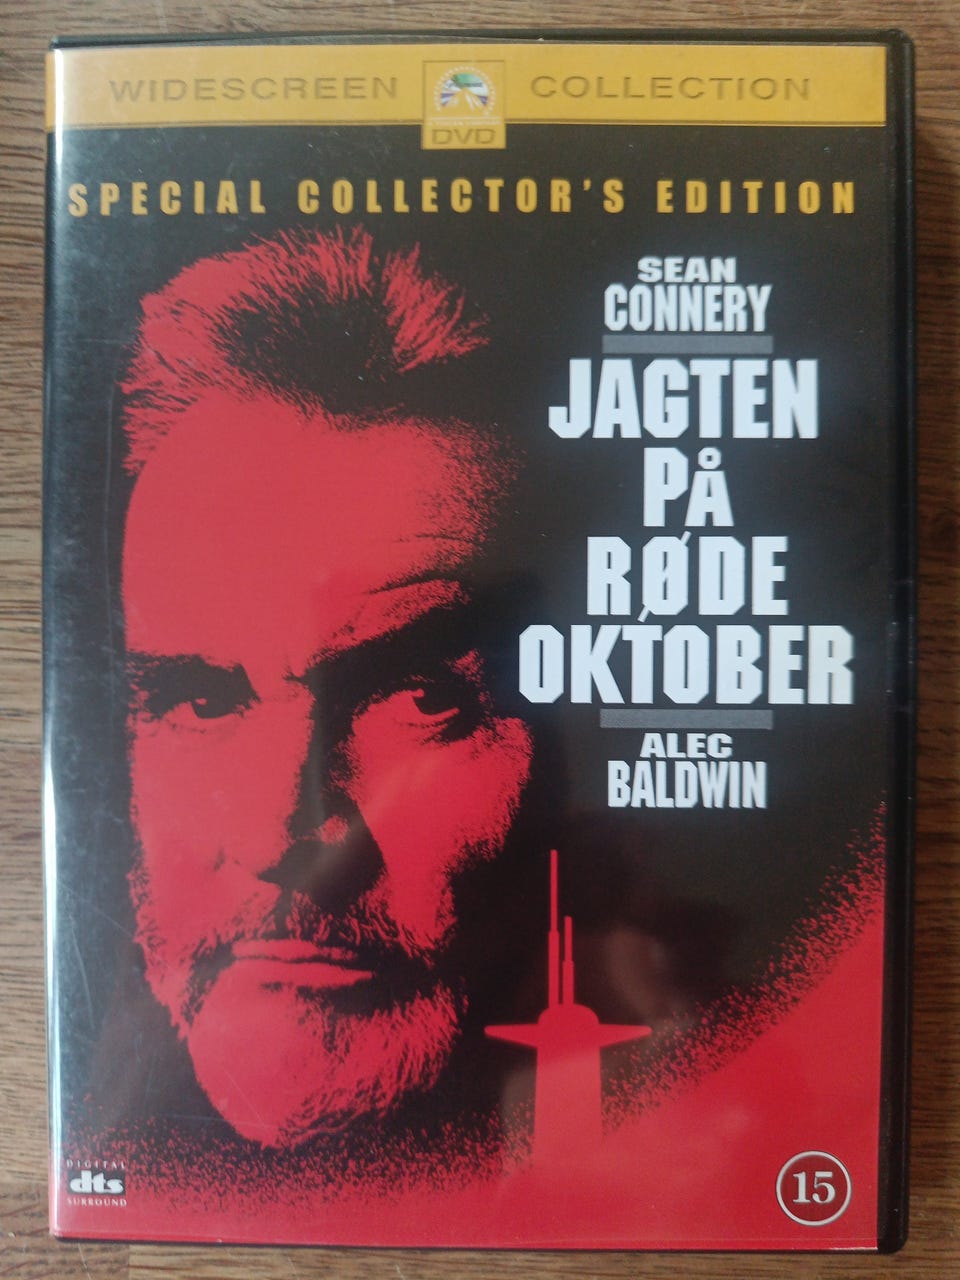 WIDESCREEN COLLECTION
DVD
SPECIAL COLLECTOR'S EDITION
SEAN
CONNERY
JAGTEN
PÅ
RØDE
OKTOBER
ALEC
BALDWIN
DIGITAL
dts
SURROUND
15